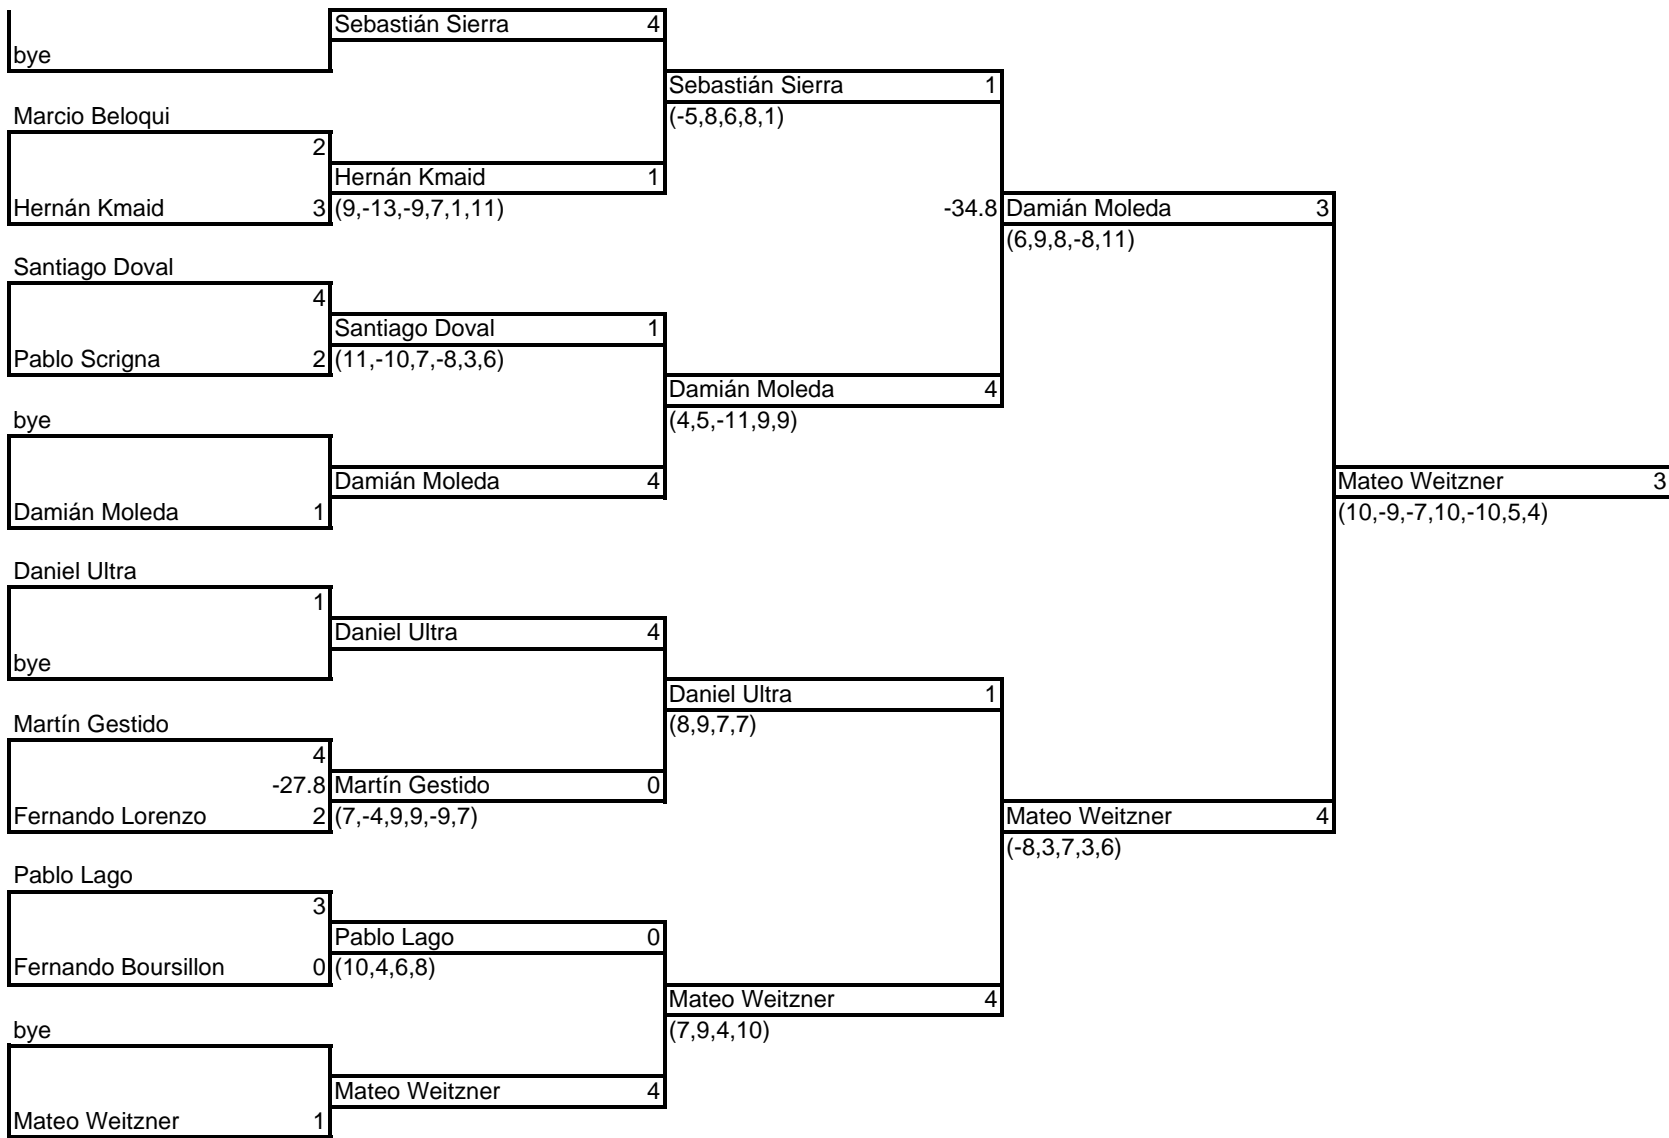 Sebastián Sierra 4
bye
Sebastián Sierra 1
Marcio Beloqui
(-5,8,6,8,1)
2
Hernán Kmaid 1
Hernán Kmaid 3
(9,-13,-9,7,1,11)
-34.8
Damián Moleda 3
(6,9,8,-8,11)
Santiago Doval
4
Santiago Doval 1
Pablo Scrigna 2
(11,-10,7,-8,3,6)
Damián Moleda 4
bye
(4,5,-11,9,9)
Damián Moleda 4
Mateo Weitzner 3
Damián Moleda 1
(10,-9,-7,10,-10,5,4)
Daniel Ultra
1
Daniel Ultra 4
bye
Daniel Ultra 1
Martín Gestido
(8,9,7,7)
4
-27.8
Martín Gestido 0
Fernando Lorenzo 2
(7,-4,9,9,-9,7)
Mateo Weitzner 4
(-8,3,7,3,6)
Pablo Lago
3
Pablo Lago 0
Fernando Boursillon 0
(10,4,6,8)
Mateo Weitzner 4
bye
(7,9,4,10)
Mateo Weitzner 4
Mateo Weitzner 1